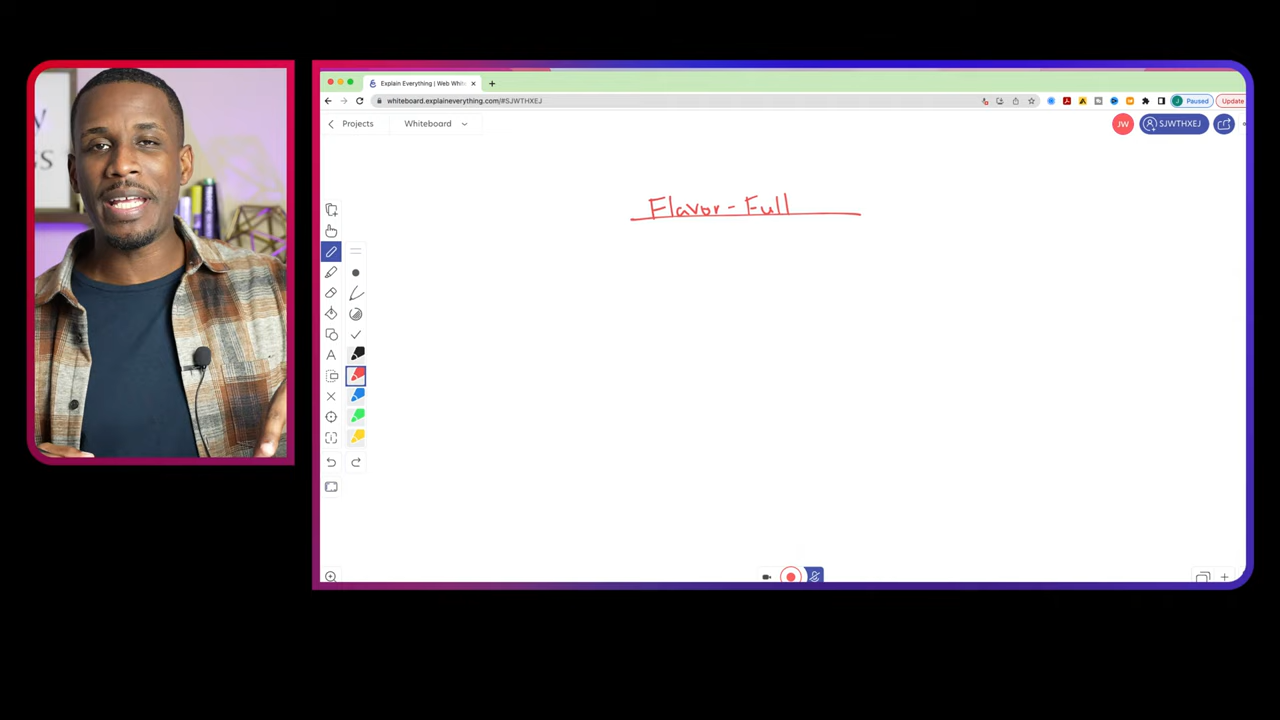 Explain Everything | Web Whit
whiteboard.explaineverything.com/#SJWTHXEJ
Paused
Update
Projects
Whiteboard
JW
SJWTHXEJ
Flavor-Full
A